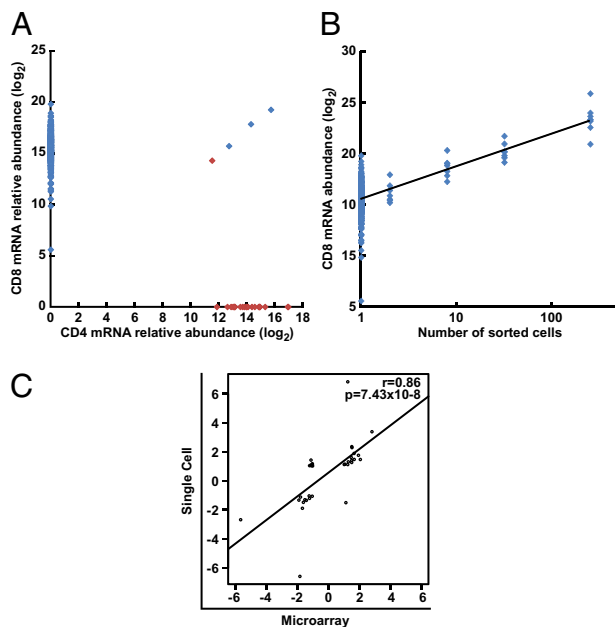 A
CD8 mRNA relative abundance (log2)
25
20
15
10
5
0
0 2 4 6 8 10 12 14 16 18
CD4 mRNA relative abundance (log2)
B
CD8 mRNA abundance (log2)
30
25
20
10
15
5
1 10 100
Number of sorted cells
C
r=0.86
p=7.43x10-8
Single Cell
6
4
2
0
-2
-4
-6
-6 -4 -2 0 2 4 6
Microarray